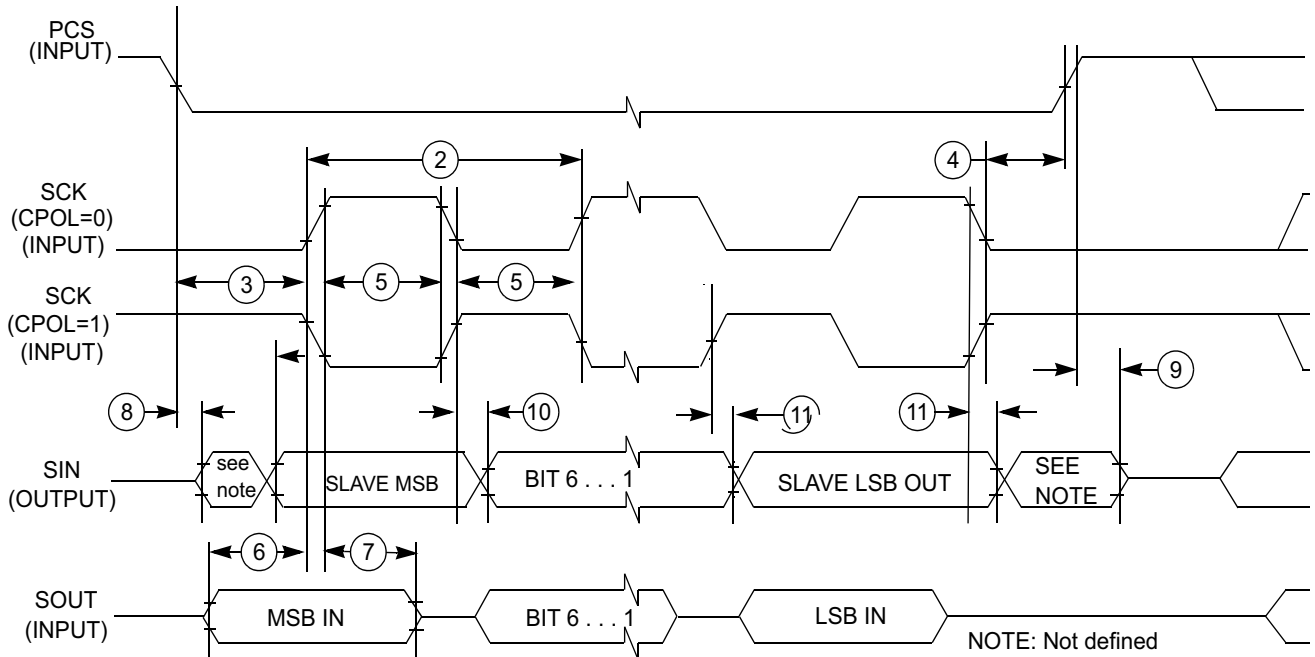 PCS
(INPUT)
2
4
SCK
(CPOL=0)
(INPUT)
3
5
5
SCK
(CPOL=1)
(INPUT)
8
10
11
11
9
SIN
(OUTPUT)
see
note
SLAVE MSB
BIT 6 . . . 1
SLAVE LSB OUT
SEE
NOTE
6
7
SOUT
(INPUT)
MSB IN
BIT 6 . . . 1
LSB IN
NOTE: Not defined